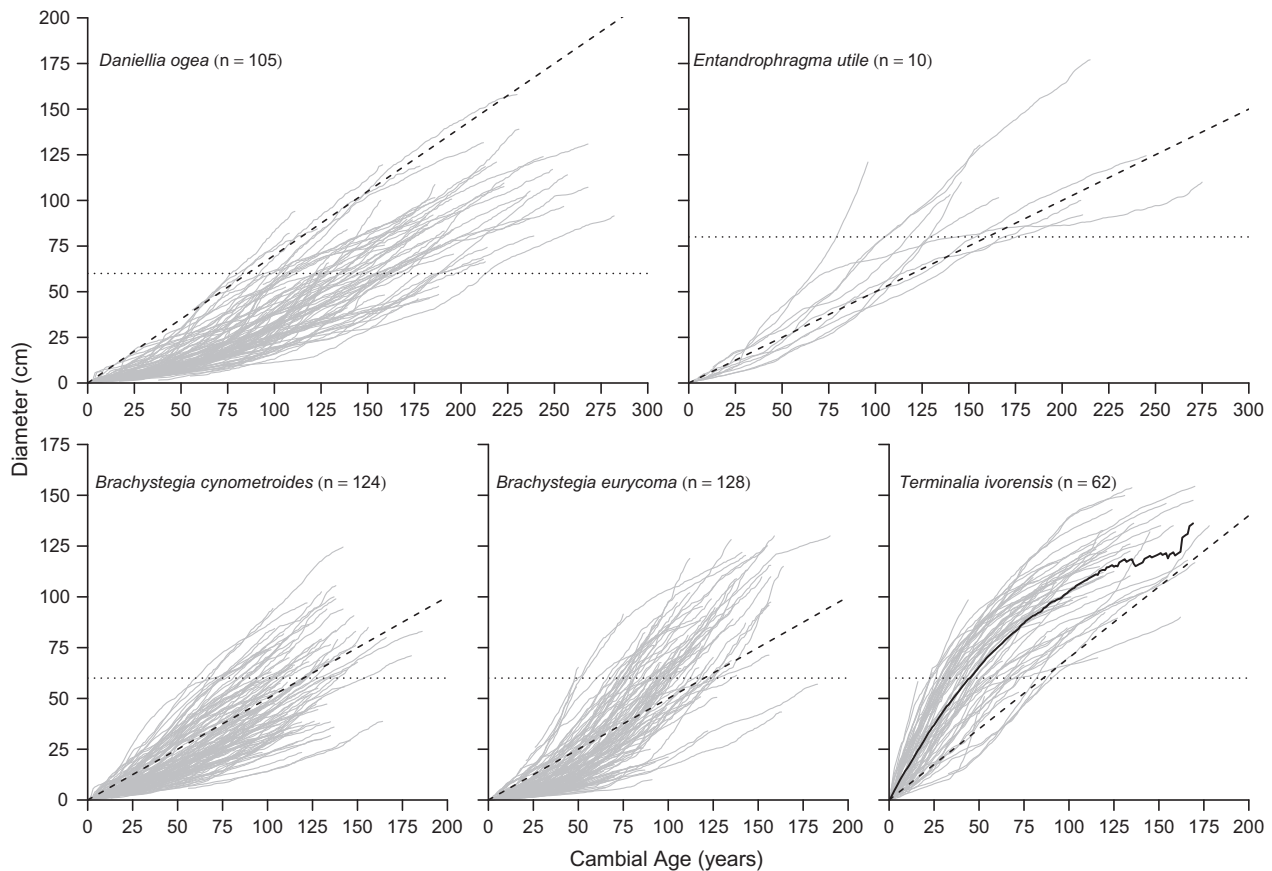 Diameter (cm)
200
175
150
125
100
75
50
25
0
Daniellia ogea (n = 105)
0 25 50 75 100 125 150 175 200 225 250 275 300
Entandrophragma utile (n = 10)
0 25 50 75 100 125 150 175 200 225 250 275 300
175
150
125
100
75
50
25
0
Brachystegia cynometroides (n = 124)
0 25 50 75 100 125 150 175 200
Brachystegia eurycoma (n = 128)
0 25 50 75 100 125 150 175 200
Terminalia ivorensis (n = 62)
0 25 50 75 100 125 150 175 200
Cambial Age (years)